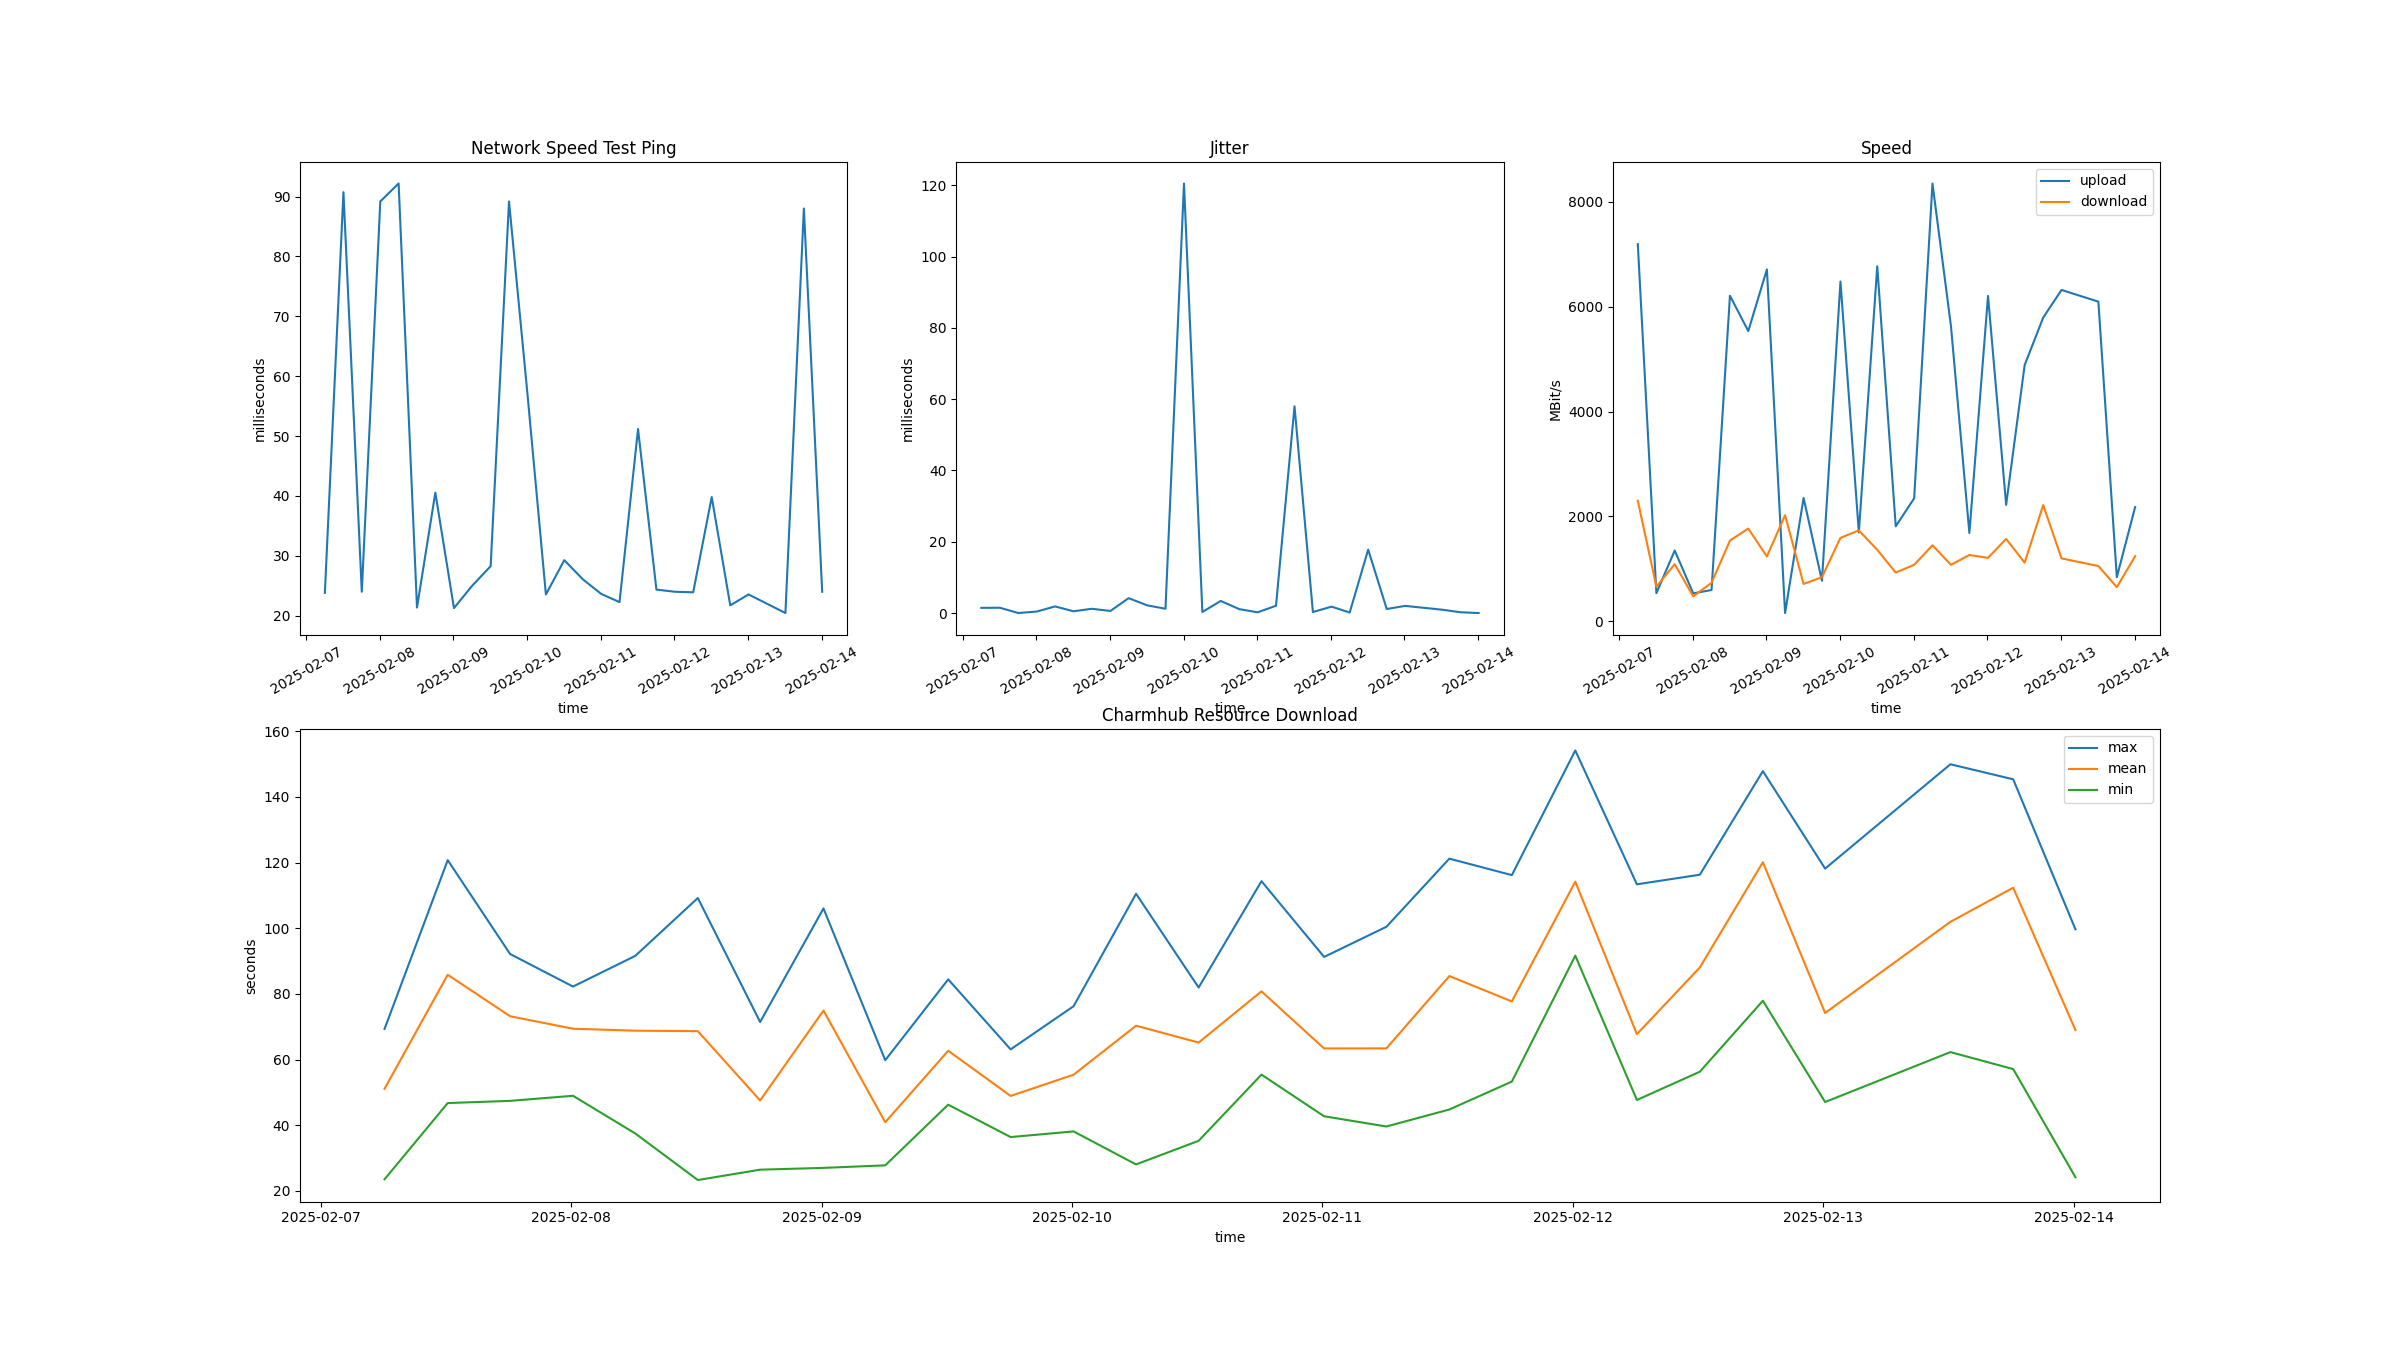 Network Speed Test Ping
milliseconds
90
80
70
60
50
40
30
20
2025-02-07 2025-02-08 2025-02-09 2025-02-10 2025-02-11 2025-02-12 2025-02-13 2025-02-14
time
Jitter
milliseconds
120
100
80
60
40
20
0
2025-02-07 2025-02-08 2025-02-09 2025-02-10 2025-02-11 2025-02-12 2025-02-13 2025-02-14
time
Speed
MBit/s
8000
6000
4000
2000
0
upload
download
2025-02-07 2025-02-08 2025-02-09 2025-02-10 2025-02-11 2025-02-12 2025-02-13 2025-02-14
time
Charmhub Resource Download
seconds
160
140
120
100
80
60
40
20
max
mean
min
2025-02-07 2025-02-08 2025-02-09 2025-02-10 2025-02-11 2025-02-12 2025-02-13 2025-02-14
time